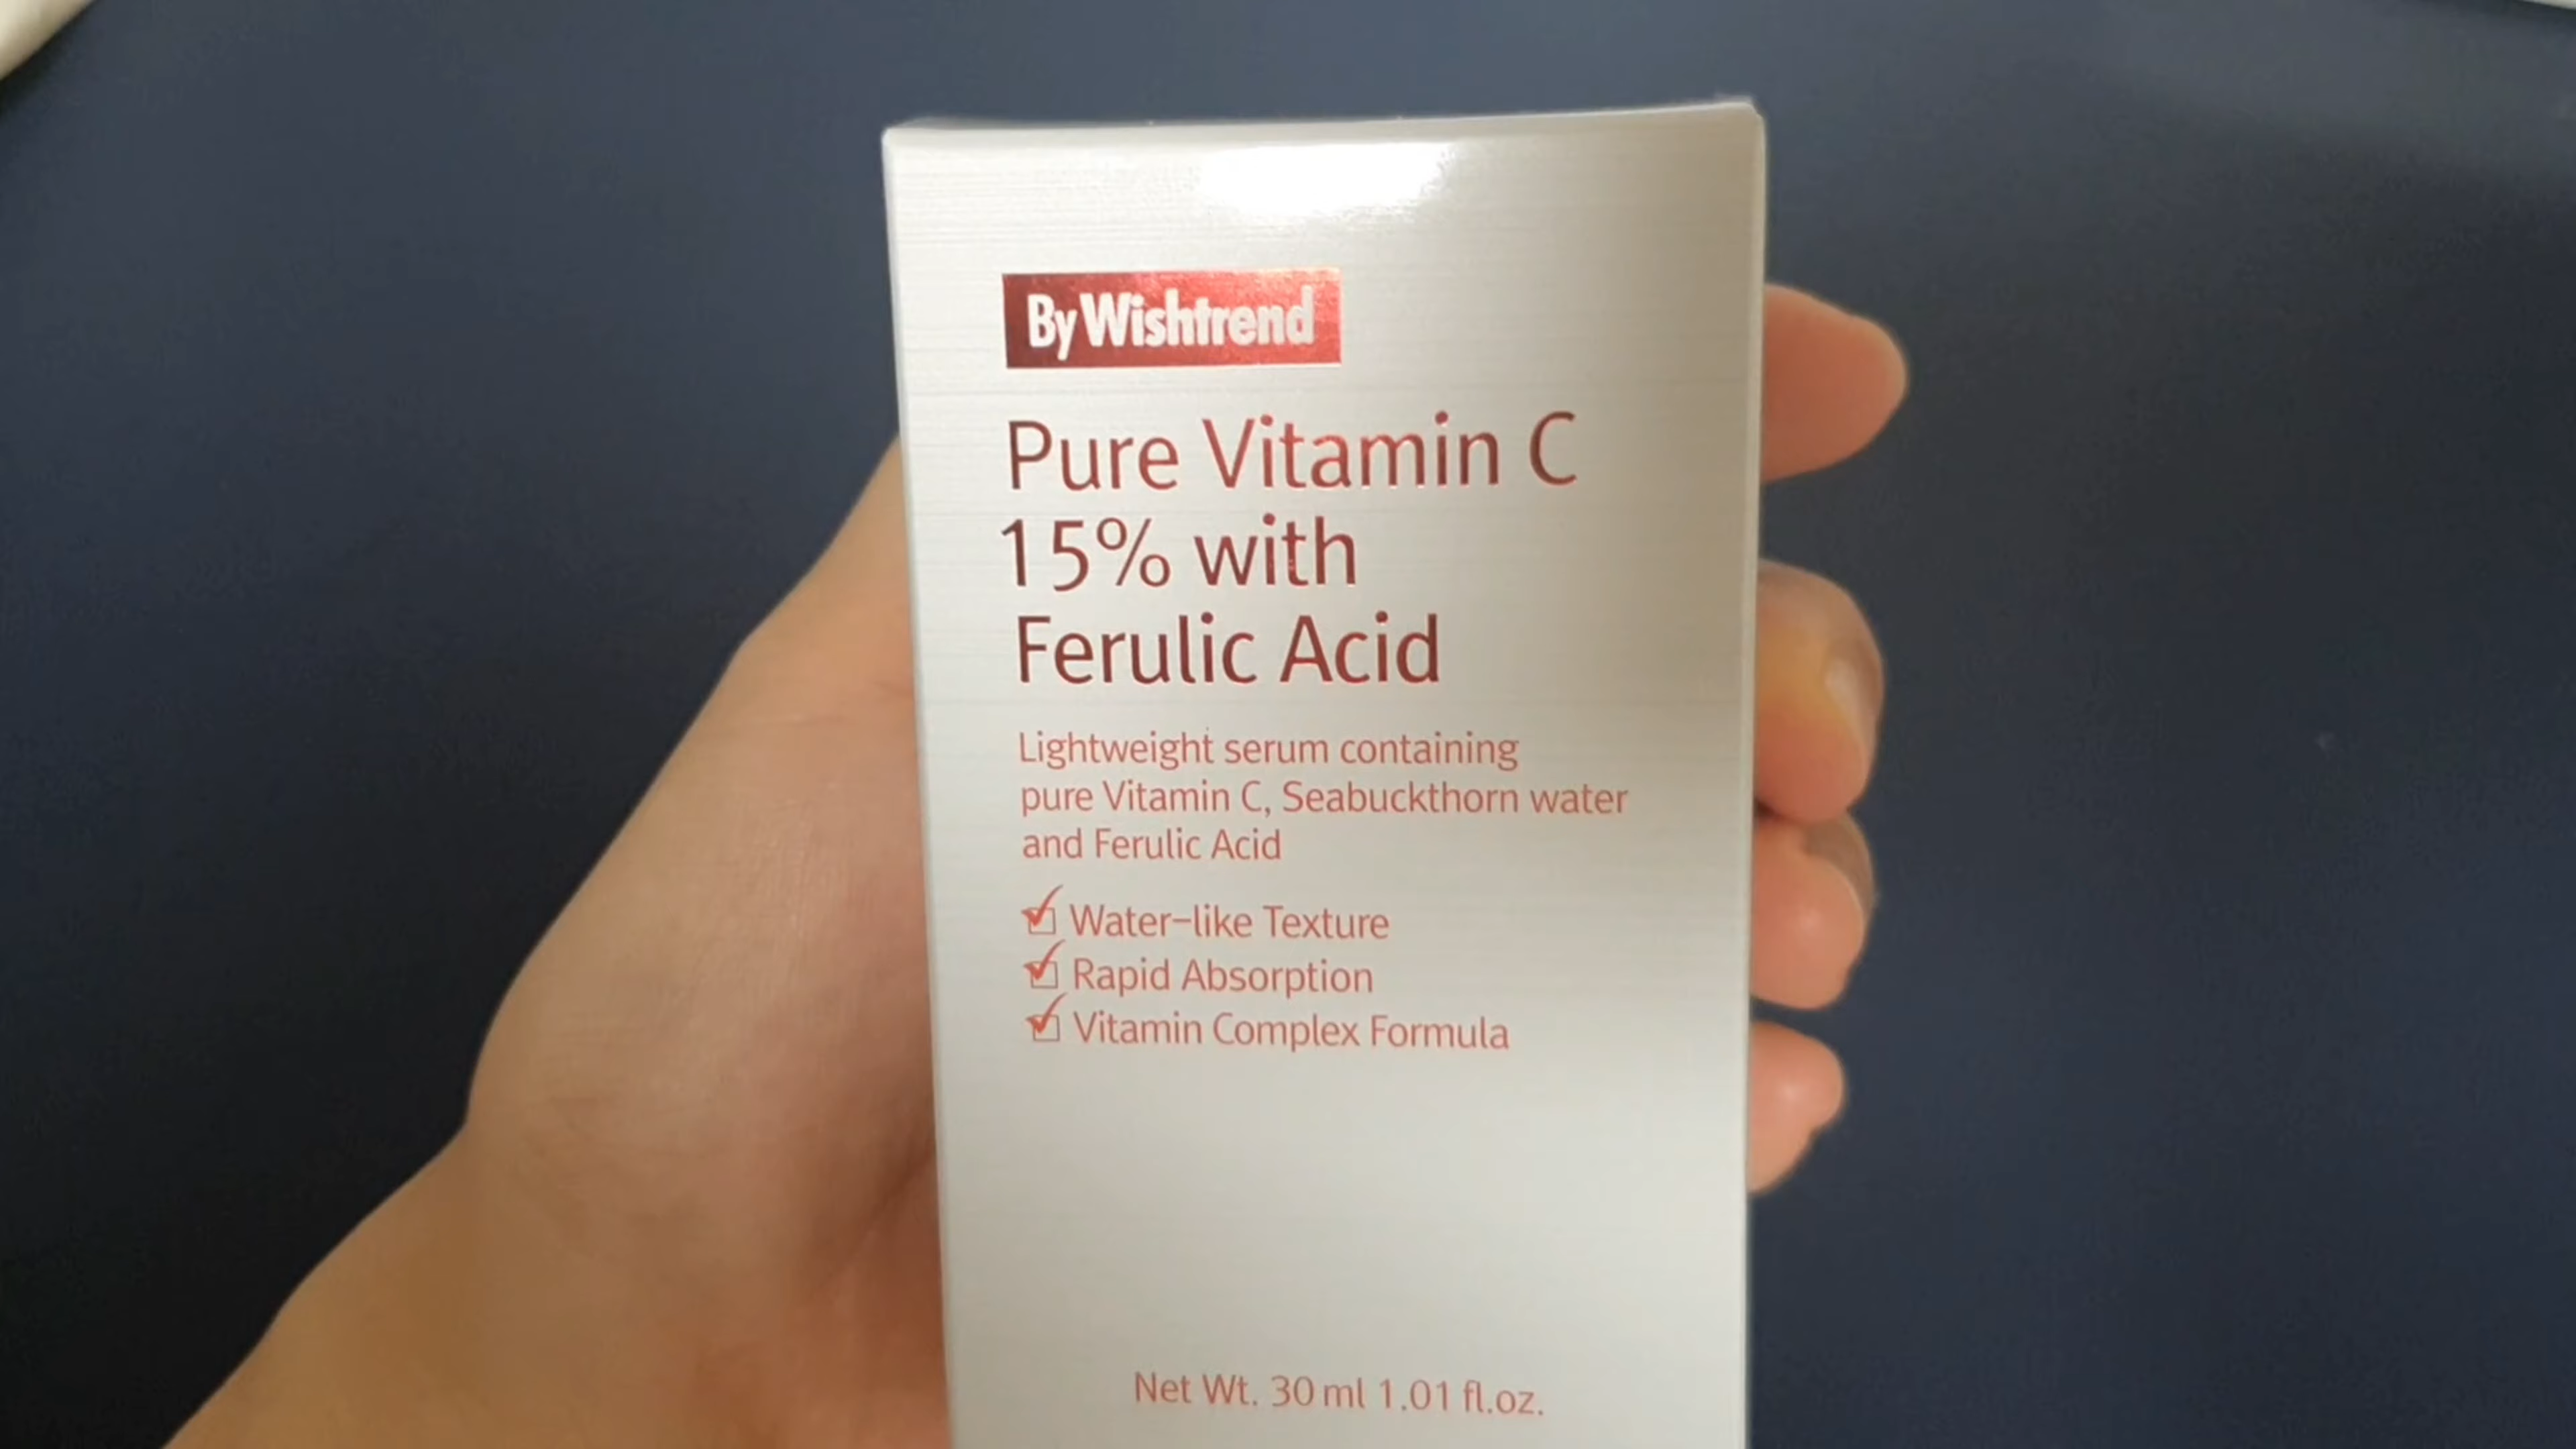 By Wishtrend
Pure Vitamin C
15% with
Ferulic Acid
Lightweight serum containing
pure Vitamin C, Seabuckthorn water
and Ferulic Acid
Water-like Texture
Rapid Absorption
Vitamin Complex Formula
Net Wt. 30 ml 1.01 fl.oz.